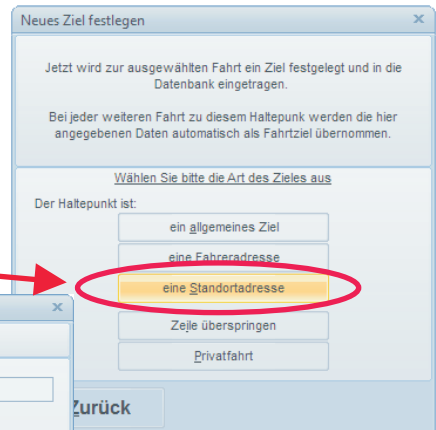 Neues Ziel festlegen
x
Jetzt wird zur ausgewählten Fahrt ein Ziel festgelegt und in die
Datenbank eingetragen.
Bei jeder weiteren Fahrt zu diesem Haltepunk werden die hier
angegebenen Daten automatisch als Fahrtziel übernommen.
Wählen Sie bitte die Art des Zieles aus
Der Haltepunkt ist:
ein allgemeines Ziel
eine Fahreradresse
eine Standortadresse
Zeile überspringen
Privatfahrt
x
Zurück